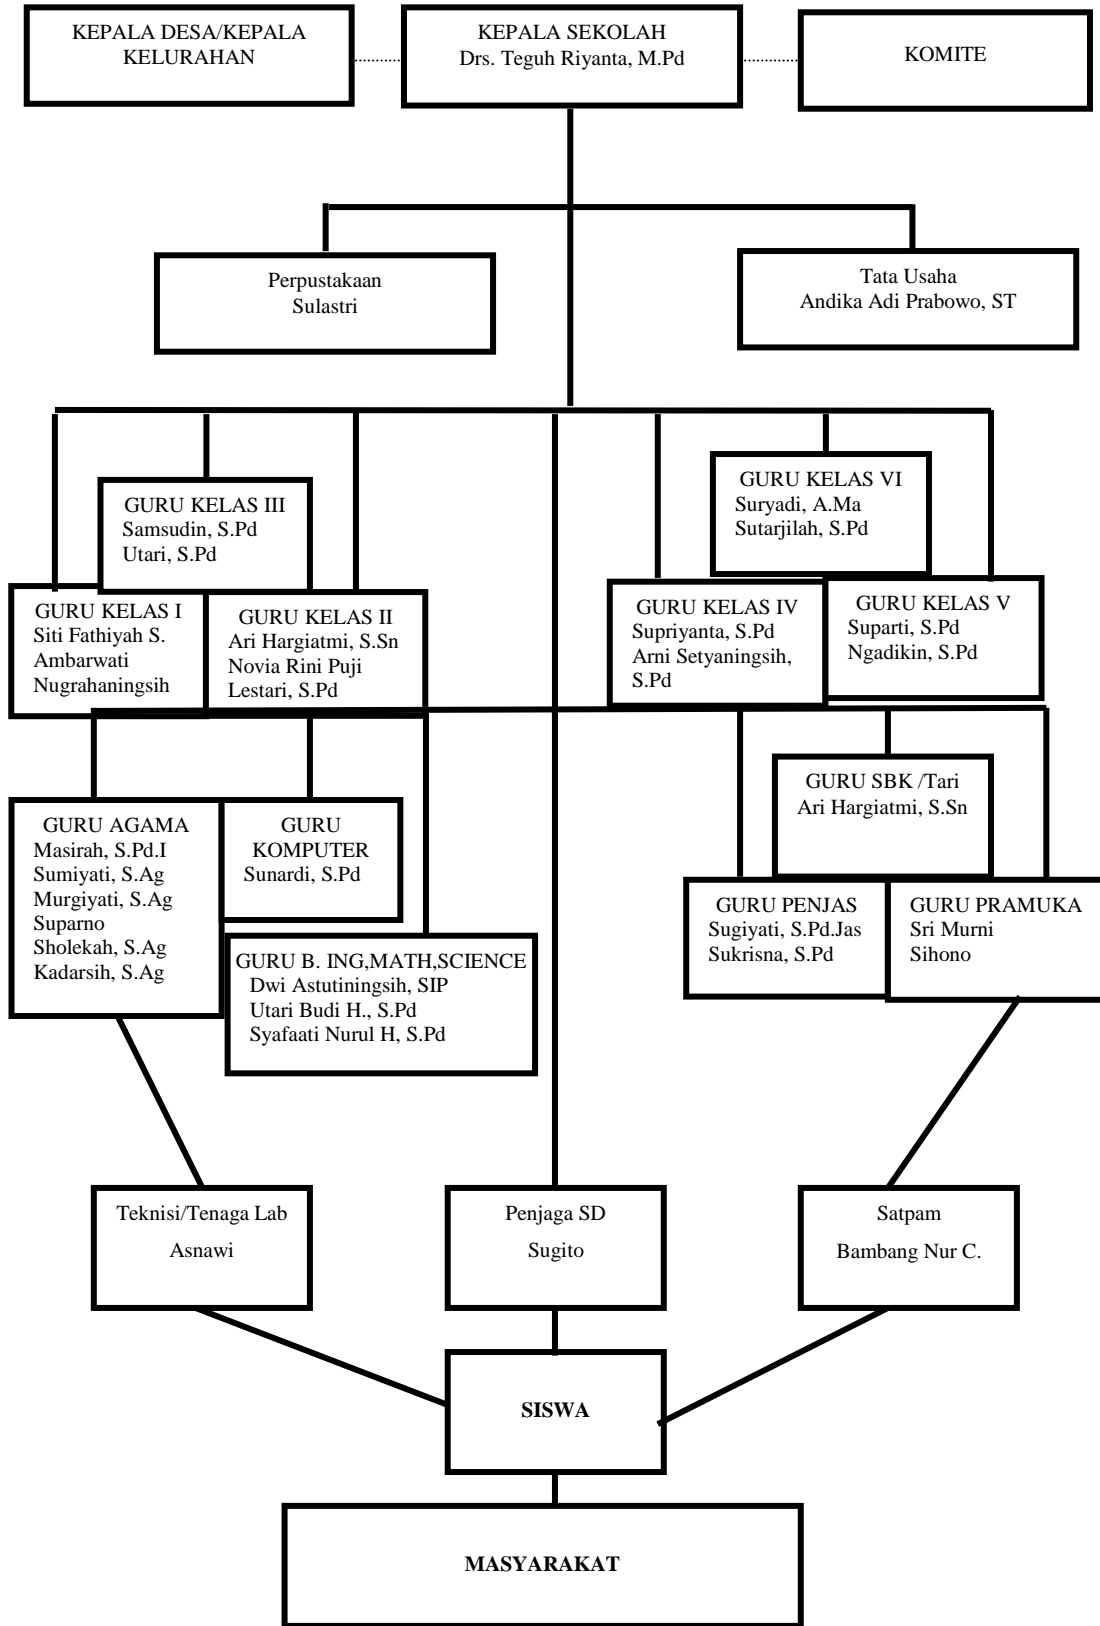 KEPALA DESA/KEPALA
KELURAHAN
KEPALA SEKOLAH
Drs. Teguh Riyanta, M.Pd
KOMITE
Perpustakaan
Sulastri
Tata Usaha
Andika Adi Prabowo, ST
GURU KELAS III
Samsudin, S.Pd
Utari, S.Pd
GURU KELAS VI
Suryadi, A.Ma
Sutarjilah, S.Pd
GURU KELAS I
Siti Fathiyah S.
Ambarwati
Nugrahaningsih
GURU KELAS II
Ari Hargiatmi, S.Sn
Novia Rini Puji
Lestari, S.Pd
GURU KELAS IV
Supriyanta, S.Pd
Arni Setyaningsih,
S.Pd
GURU KELAS V
Suparti, S.Pd
Ngadikin, S.Pd
GURU SBK /Tari
Ari Hargiatmi, S.Sn
GURU AGAMA
Masirah, S.Pd.I
Sumiyati, S.Ag
Murgiyati, S.Ag
Suparno
Sholekah, S.Ag
Kadarsih, S.Ag
GURU
KOMPUTER
Sunardi, S.Pd
GURU B. ING,MATH,SCIENCE
Dwi Astutiningsih, SIP
Utari Budi H., S.Pd
Syafaati Nurul H, S.Pd
GURU PENJAS
Sugiyati, S.Pd.Jas
Sukrisna, S.Pd
GURU PRAMUKA
Sri Murni
Sihono
Teknisi/Tenaga Lab
Asnawi
Penjaga SD
Sugito
Satpam
Bambang Nur C.
SISWA
MASYARAKAT